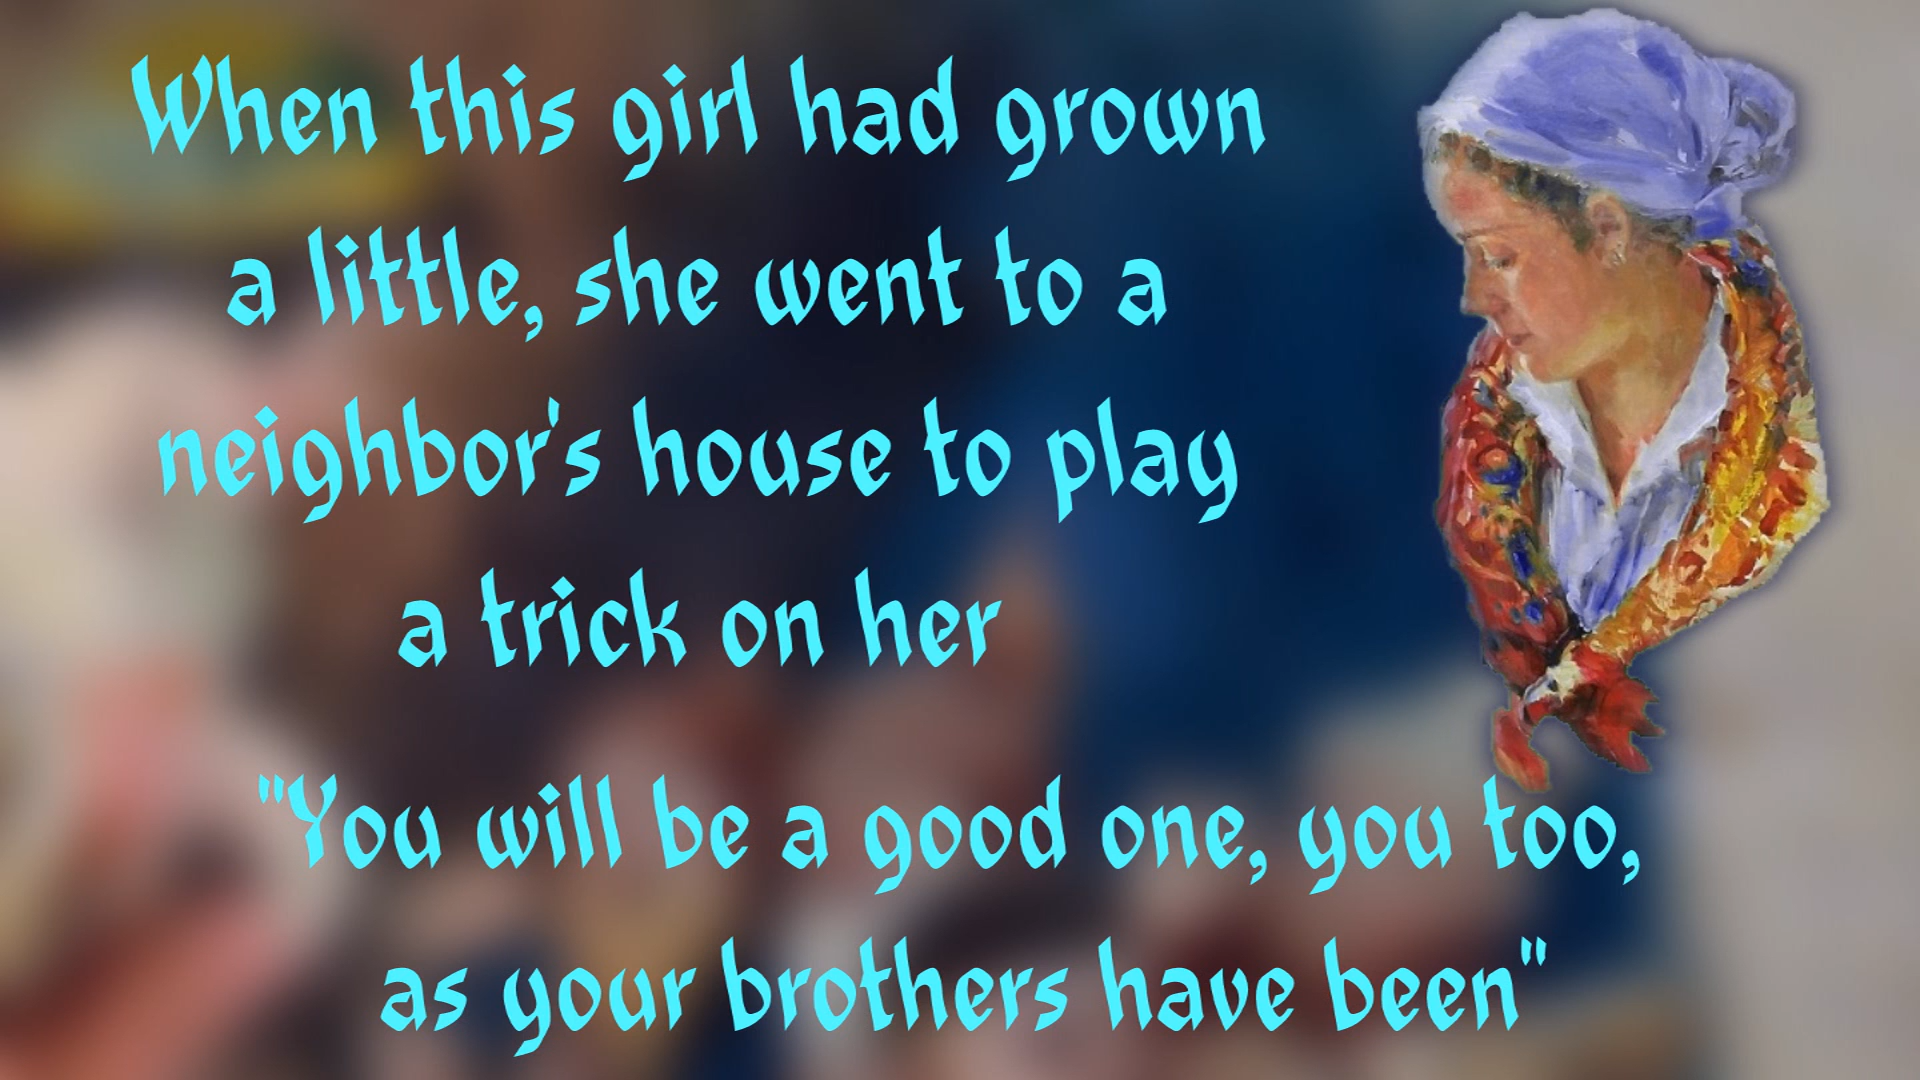 When this girl had grown
a little, she went to a
neighbor's house to play
a trick on her
"You will be a good one, you too,
as your brothers have been"